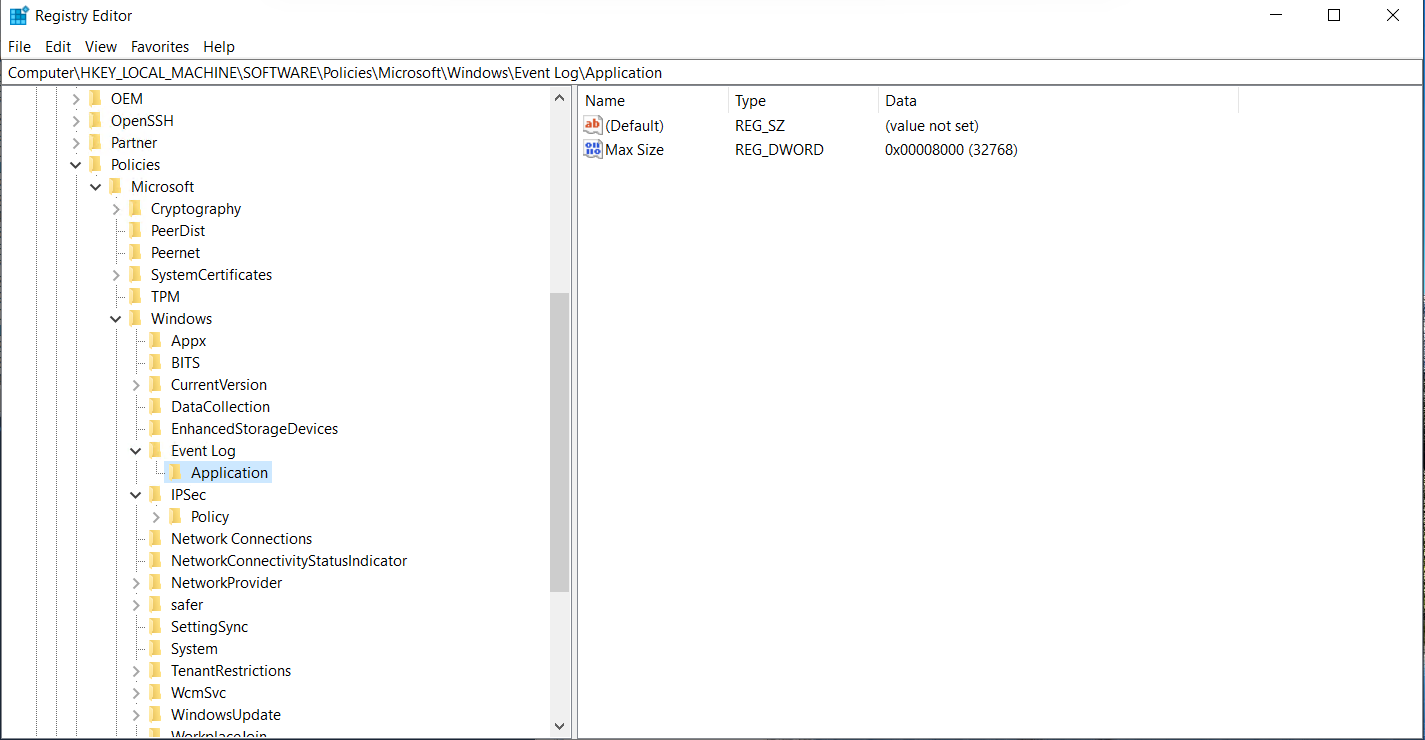 Registry Editor
File Edit View Favorites Help
Computer\HKEY_LOCAL_MACHINE\SOFTWARE\Policies\Microsoft\Windows\Event Log\Application
OEM
OpenSSH
Partner
Policies
Microsoft
Cryptography
PeerDist
Peernet
SystemCertificates
TPM
Windows
Appx
BITS
CurrentVersion
DataCollection
EnhancedStorageDevices
Event Log
Application
IPSec
Policy
Network Connections
NetworkConnectivityStatusIndicator
NetworkProvider
safer
SettingSync
System
TenantRestrictions
WcmSvc
WindowsUpdate
WorkplaceJoin
Name Type Data
(Default) REG_SZ (value not set)
Max Size REG_DWORD 0x00008000 (32768)